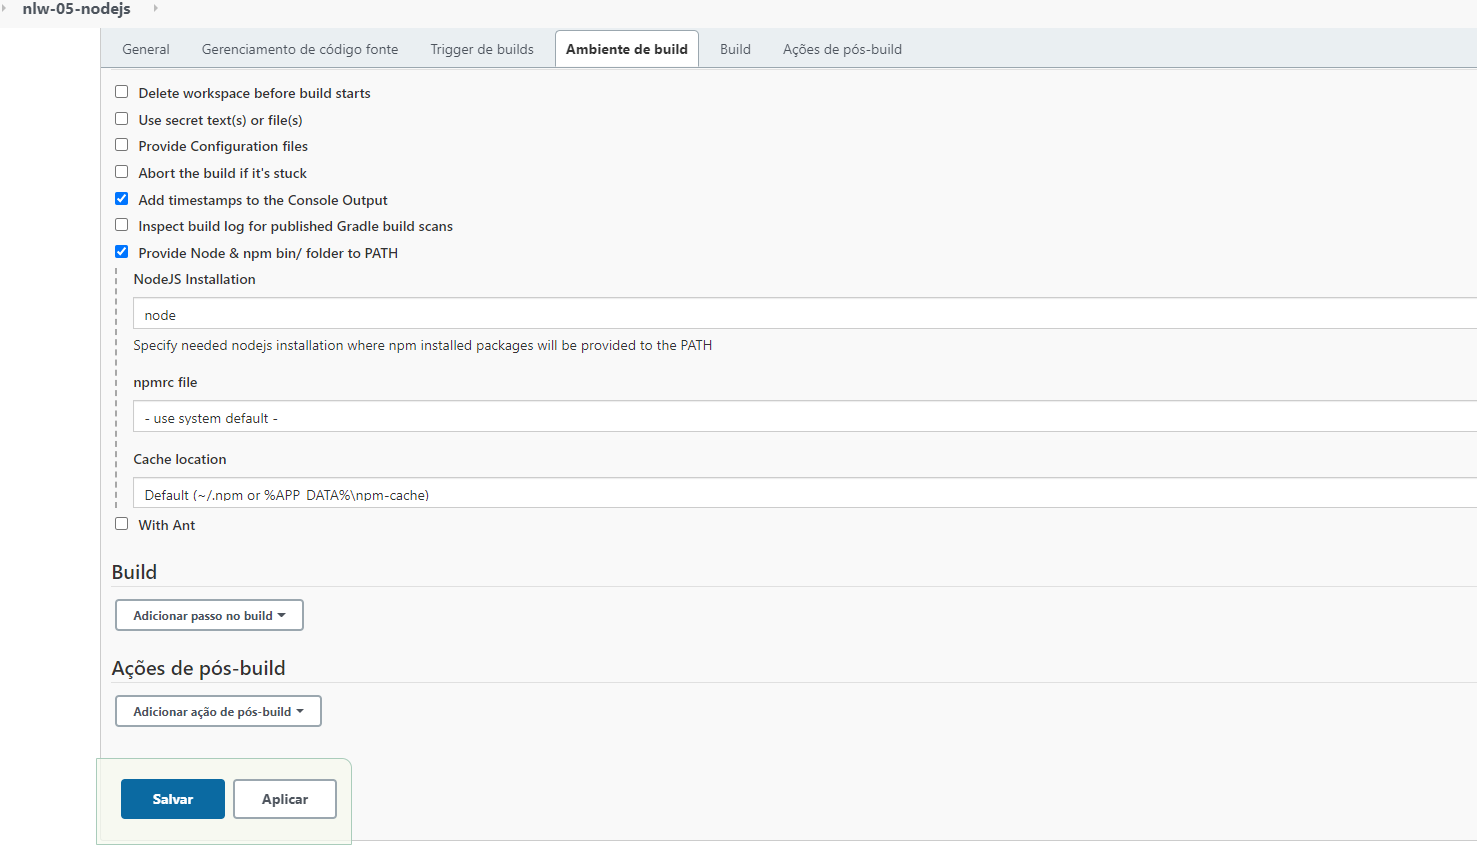 nlw-05-nodejs
General Gerenciamento de código fonte Trigger de builds Ambiente de build Build Ações de pós-build
Delete workspace before build starts
Use secret text(s) or file(s)
Provide Configuration files
Abort the build if it's stuck
Add timestamps to the Console Output
Inspect build log for published Gradle build scans
Provide Node & npm bin/ folder to PATH
NodeJS Installation
node
Specify needed nodejs installation where npm installed packages will be provided to the PATH
npmrc file
- use system default -
Cache location
Default (~/.npm or %APP_DATA%\npm-cache)
With Ant
Build
Adicionar passo no build
Ações de pós-build
Adicionar ação de pós-build
Salvar Aplicar